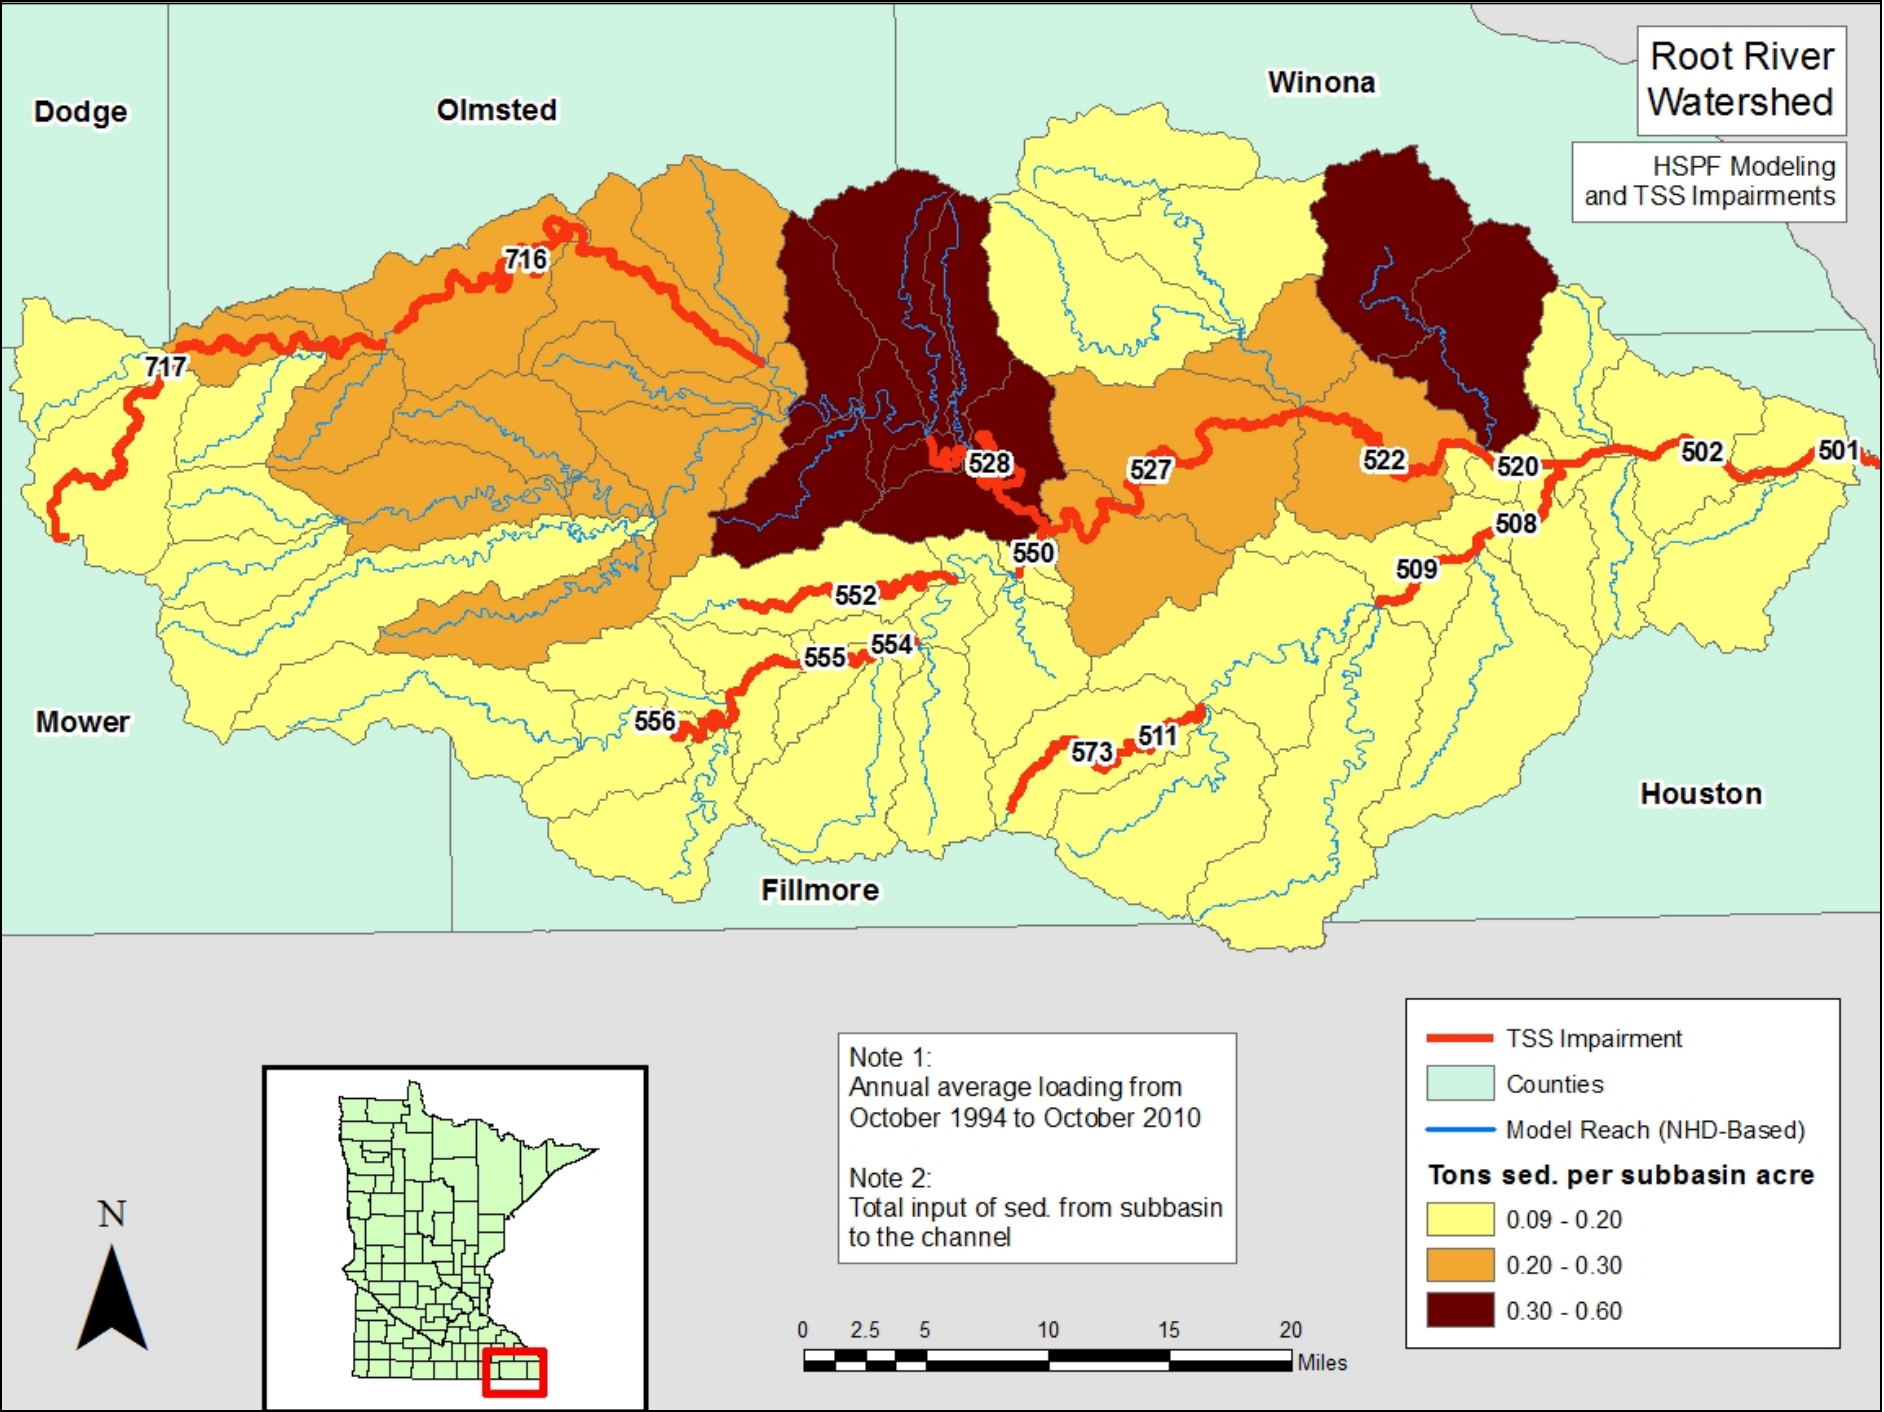 Root River
Watershed
HSPF Modeling
and TSS Impairments
Dodge
Olmsted
Winona
Mower
Fillmore
Houston
716
717
528
527
522
520
502
501
508
509
550
552
554
555
556
573
511
Note 1:
Annual average loading from
October 1994 to October 2010
Note 2:
Total input of sed. from subbasin
to the channel
TSS Impairment
Counties
Model Reach (NHD-Based)
Tons sed. per subbasin acre
0.09 - 0.20
0.20 - 0.30
0.30 - 0.60
N
0 2.5 5 10 15 20
Miles